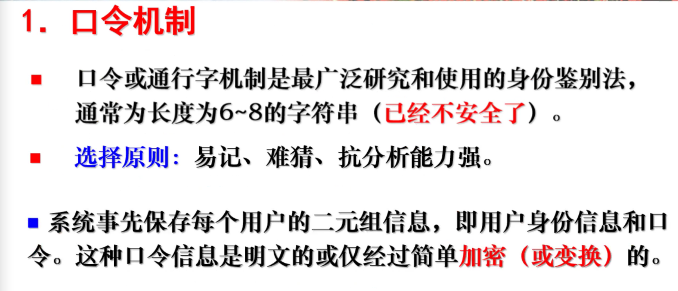 1．口令机制
■ 口令或通行字机制是最广泛研究和使用的身份鉴别法，
通常为长度为6~8的字符串（已经不安全了）。
■ 选择原则：易记、难猜、抗分析能力强。
■ 系统事先保存每个用户的二元组信息，即用户身份信息和口
令。这种口令信息是明文的或仅经过简单加密（或变换）的。